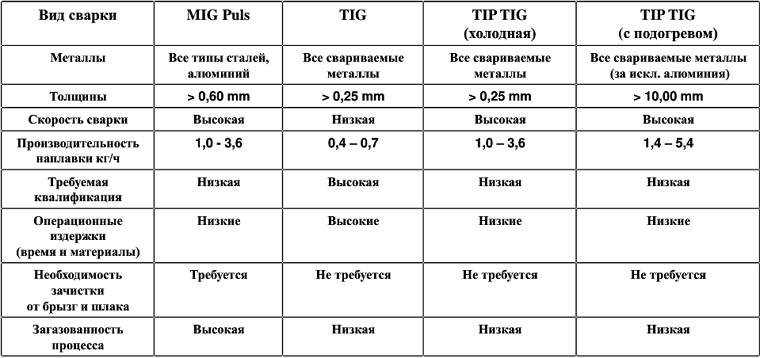 Вид сварки MIG Puls TIG TIP TIG (холодная) TIP TIG (с подогревом)
Металлы Все типы сталей, алюминий Все свариваемые металлы Все свариваемые металлы Все свариваемые металлы (за искл. алюминия)
Толщины > 0,60 mm > 0,25 mm > 0,25 mm > 10,00 mm
Скорость сварки Высокая Низкая Высокая Высокая
Производительность наплавки кг/ч 1,0 - 3,6 0,4 – 0,7 1,0 – 3,6 1,4 – 5,4
Требуемая квалификация Низкая Высокая Низкая Низкая
Операционные издержки (время и материалы) Низкие Высокие Низкие Низкие
Необходимость зачистки от брызг и шлака Требуется Не требуется Не требуется Не требуется
Загазованность процесса Высокая Низкая Низкая Низкая